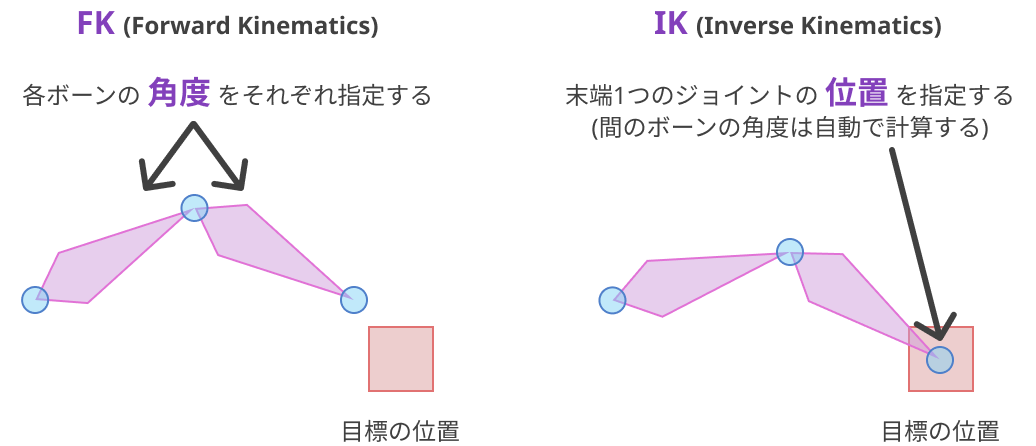 FK (Forward Kinematics)
各ボーンの 角度 をそれぞれ指定する
目標の位置
IK (Inverse Kinematics)
末端1つのジョイントの 位置 を指定する
(間のボーンの角度は自動で計算する)
目標の位置